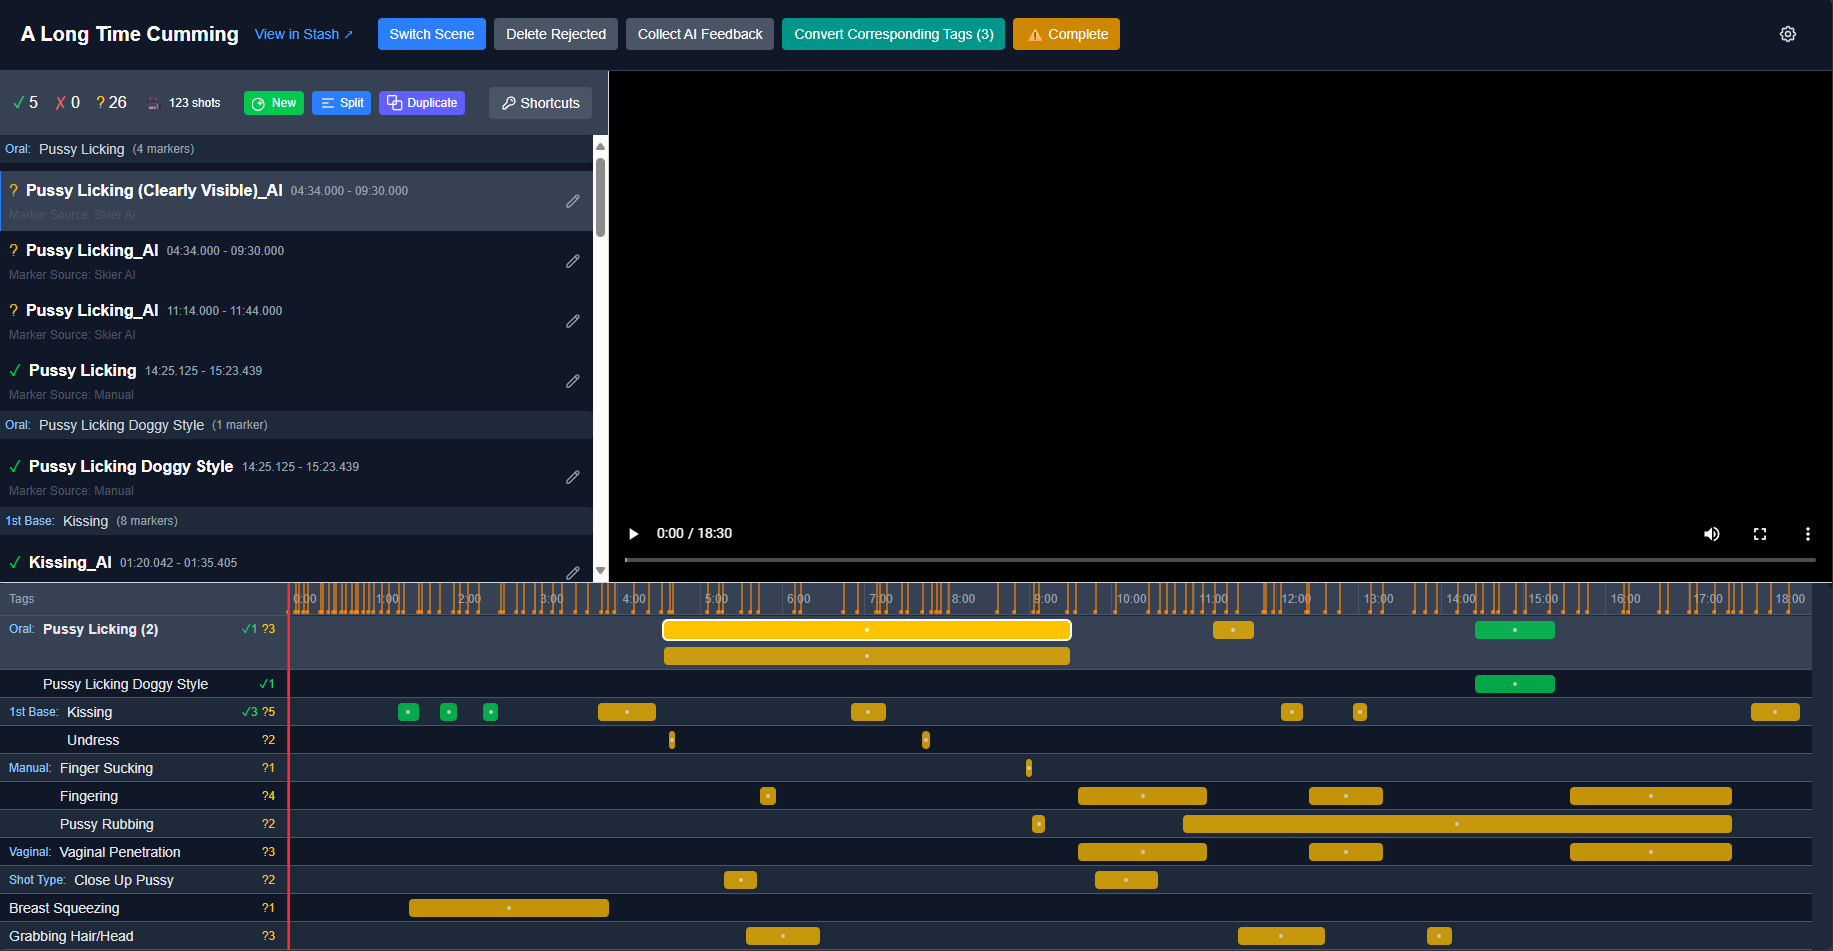 A Long Time Cumming View in Stash ↗ Switch Scene Delete Rejected Collect AI Feedback Convert Corresponding Tags (3) ⚠ Complete
✓ 5 ✗ 0 ? 26 123 shots New Split Duplicate Shortcuts
Oral: Pussy Licking (4 markers)
? Pussy Licking (Clearly Visible)_AI 04:34.000 - 09:30.000
Marker Source: Skier AI
? Pussy Licking_AI 04:34.000 - 09:30.000
Marker Source: Skier AI
? Pussy Licking_AI 11:14.000 - 11:44.000
Marker Source: Skier AI
✓ Pussy Licking 14:25.125 - 15:23.439
Marker Source: Manual
Oral: Pussy Licking Doggy Style (1 marker)
✓ Pussy Licking Doggy Style 14:25.125 - 15:23.439
Marker Source: Manual
1st Base: Kissing (8 markers)
✓ Kissing_AI 01:20.042 - 01:35.405
0:00 / 18:30
Tags 0:00 1:00 2:00 3:00 4:00 5:00 6:00 7:00 8:00 9:00 10:00 11:00 12:00 13:00 14:00 15:00 16:00 17:00 18:00
Oral: Pussy Licking (2) ✓1 ?3
Pussy Licking Doggy Style ✓1
1st Base: Kissing ✓3 ?5
Undress ?2
Manual: Finger Sucking ?1
Fingering ?4
Pussy Rubbing ?2
Vaginal: Vaginal Penetration ?3
Shot Type: Close Up Pussy ?2
Breast Squeezing ?1
Grabbing Hair/Head ?3